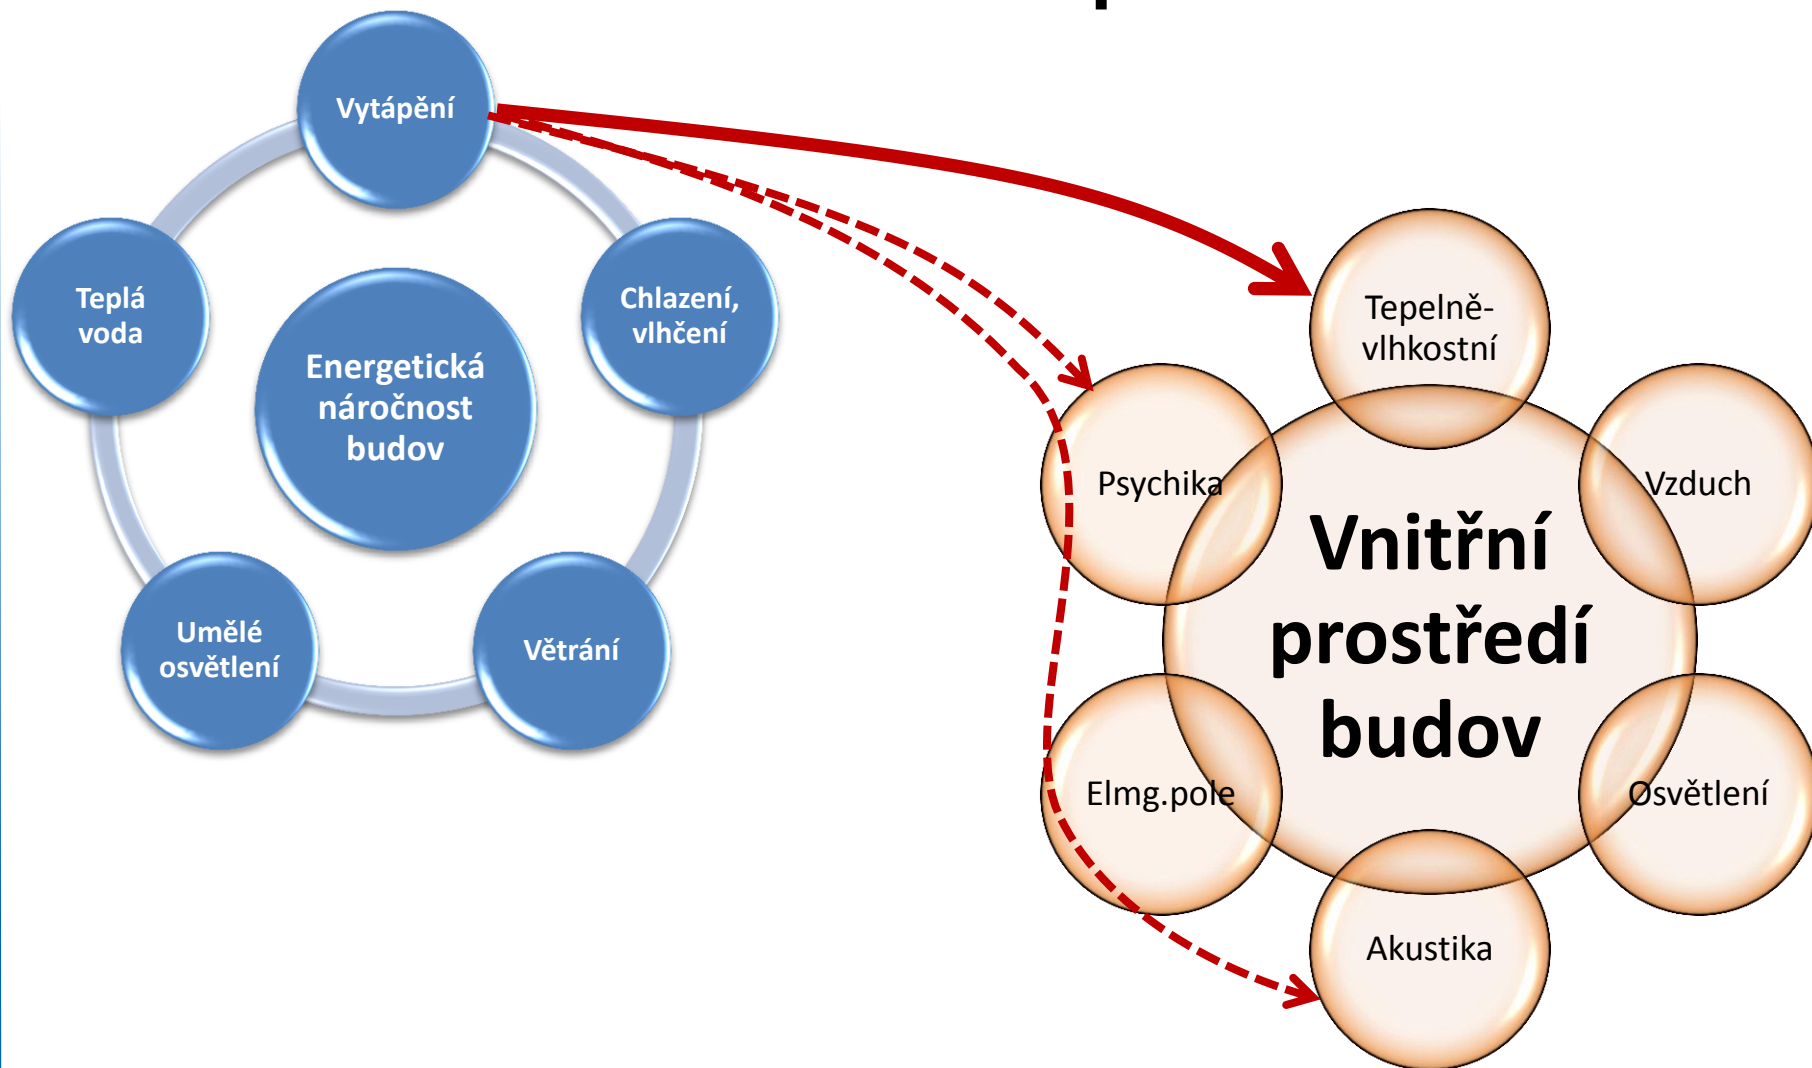 Vytápění
Teplá
voda
Chlazení,
vlhčení
Energetická
náročnost
budov
Umělé
osvětlení
Větrání
Tepelně-
vlhkostní
Psychika
Vzduch
Vnitřní
prostředí
budov
Elmg.pole
Osvětlení
Akustika